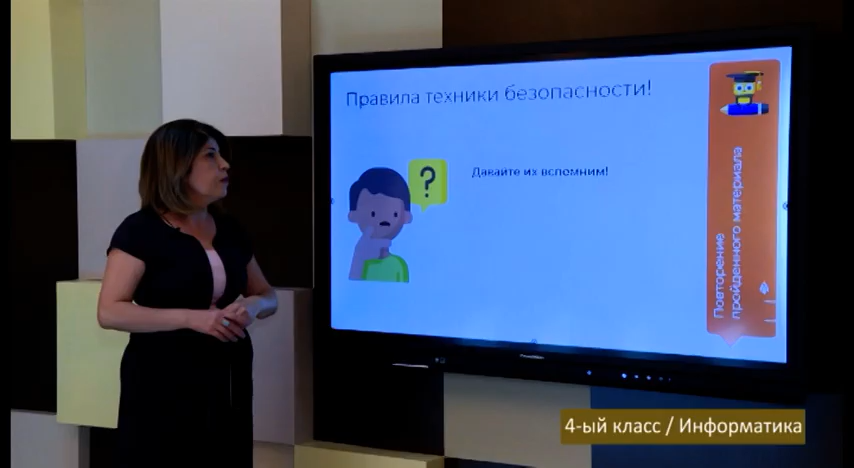 Правила техники безопасности!
?
Давайте их вспомним!
Повторение
пройденного материала
4-ый класс / Информатика